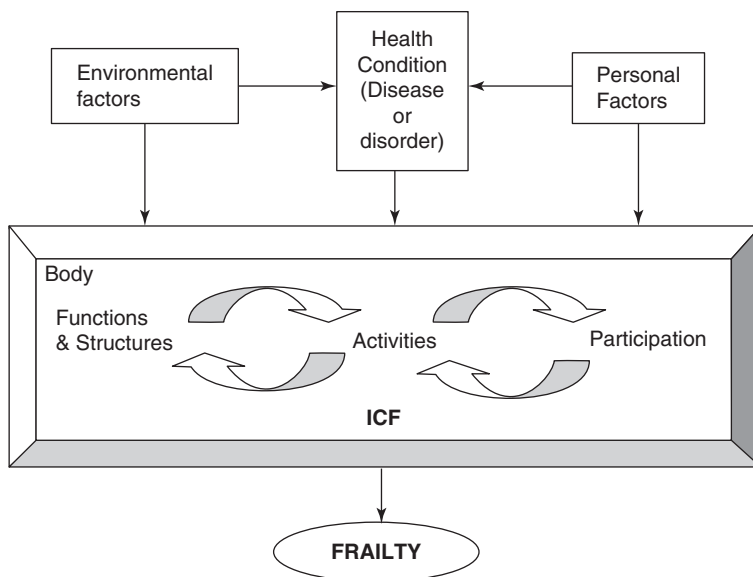 Environmental
factors
Health
Condition
(Disease
or
disorder)
Personal
Factors
Body
Functions
& Structures
Activities
Participation
ICF
FRAILTY